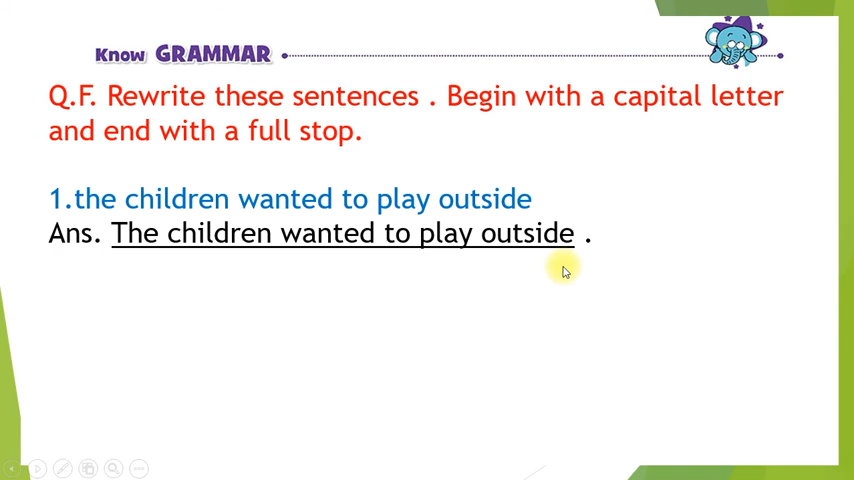 Know GRAMMAR
Q.F. Rewrite these sentences . Begin with a capital letter
and end with a full stop.
1.the children wanted to play outside
Ans. The children wanted to play outside .